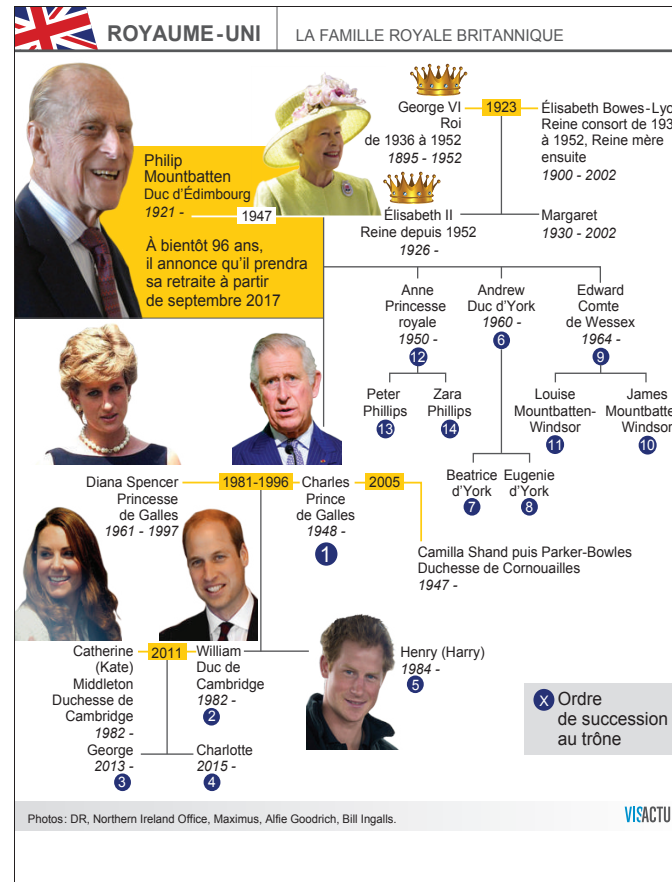 ROYAUME-UNI
LA FAMILLE ROYALE BRITANNIQUE
Philip
Mountbatten
Duc d'Édimbourg
1921 -
1947
À bientôt 96 ans,
il annonce qu'il prendra
sa retraite à partir
de septembre 2017
George VI
Roi
de 1936 à 1952
1895 - 1952
1923
Élisabeth Bowes-Lyo
Reine consort de 193
à 1952, Reine mère
ensuite
1900 - 2002
Élisabeth II
Reine depuis 1952
1926 -
Margaret
1930 - 2002
Anne
Princesse
royale
1950 -
12
Andrew
Duc d'York
1960 -
6
Edward
Comte
de Wessex
1964 -
9
Peter
Phillips
13
Zara
Phillips
14
Louise
Mountbatten-
Windsor
11
James
Mountbatte
Windsor
10
Beatrice
d'York
7
Eugenie
d'York
8
Diana Spencer
Princesse
de Galles
1961 - 1997
1981-1996
Charles
Prince
de Galles
1948 -
1
2005
Camilla Shand puis Parker-Bowles
Duchesse de Cornouailles
1947 -
Catherine
(Kate)
Middleton
Duchesse de
Cambridge
1982 -
2011
William
Duc de
Cambridge
1982 -
2
Henry (Harry)
1984 -
5
George
2013 -
3
Charlotte
2015 -
4
X Ordre
de succession
au trône
Photos: DR, Northern Ireland Office, Maximus, Alfie Goodrich, Bill Ingalls.
VISACTU